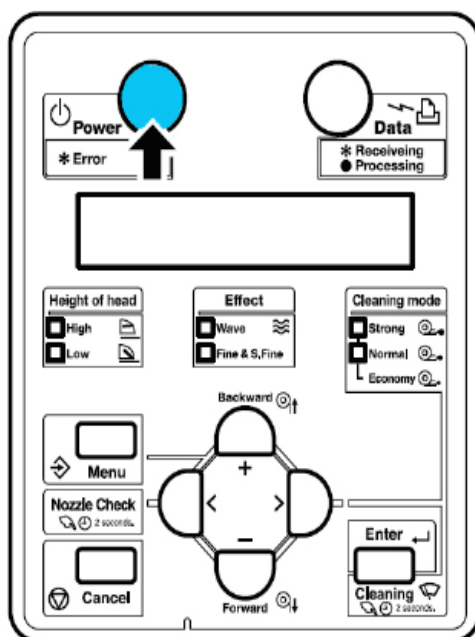 Power
Data
* Error
* Receiveing
● Processing
Height of head
High
Low
Effect
Wave
Fine & S,Fine
Cleaning mode
Strong
Normal
Economy
Backward
Menu
+
< >
−
Nozzle Check
2 seconds.
Cancel
Forward
Enter
Cleaning
2 seconds.